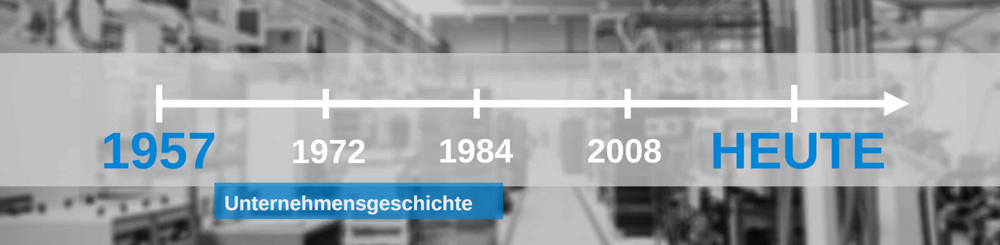 1957 1972 1984 2008 HEUTE
Unternehmensgeschichte